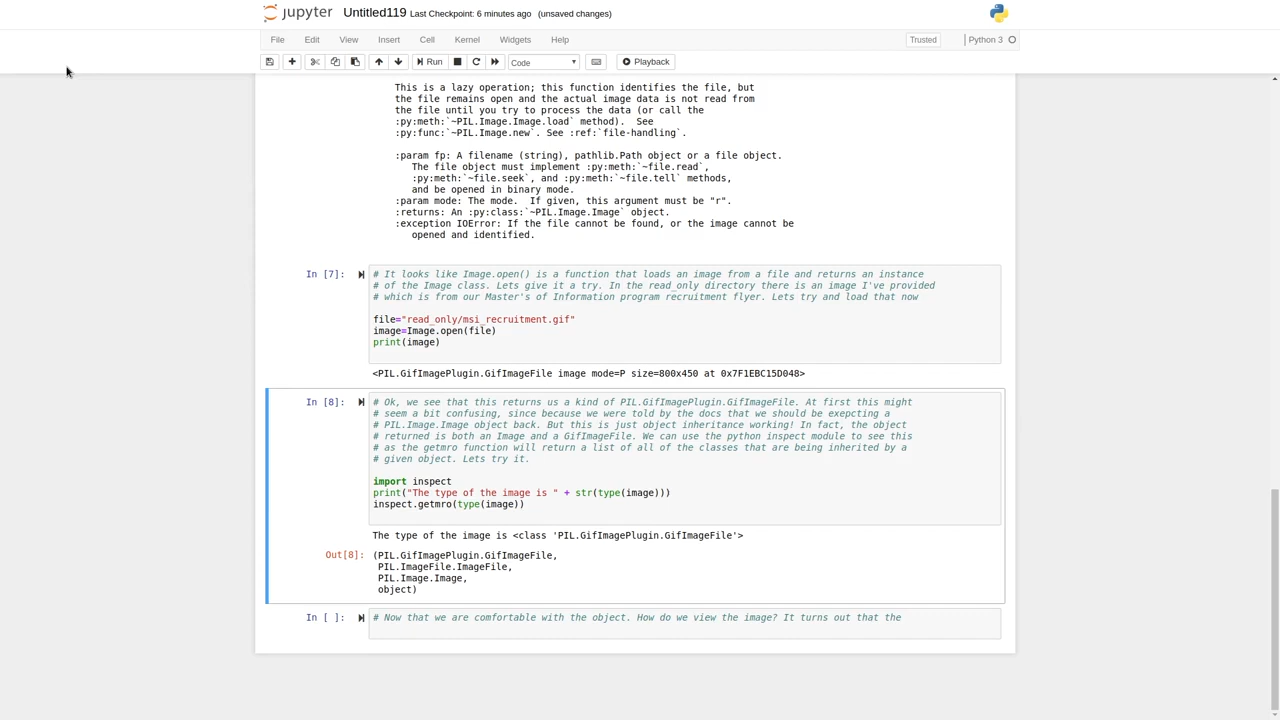 jupyter Untitled119 Last Checkpoint: 6 minutes ago (unsaved changes)
File Edit View Insert Cell Kernel Widgets Help Trusted Python 3
Run Code Playback
This is a lazy operation; this function identifies the file, but
the file remains open and the actual image data is not read from
the file until you try to process the data (or call the
:py:meth:`~PIL.Image.Image.load` method).  See
:py:func:`~PIL.Image.new`. See :ref:`file-handling`.
:param fp: A filename (string), pathlib.Path object or a file object.
The file object must implement :py:meth:`~file.read`,
:py:meth:`~file.seek`, and :py:meth:`~file.tell` methods,
and be opened in binary mode.
:param mode: The mode.  If given, this argument must be "r".
:returns: An :py:class:`~PIL.Image.Image` object.
:exception IOError: If the file cannot be found, or the image cannot be
opened and identified.
In [7]: # It looks like Image.open() is a function that loads an image from a file and returns an instance
# of the Image class. Lets give it a try. In the read_only directory there is an image I've provided
# which is from our Master's of Information program recruitment flyer. Lets try and load that now
file="read_only/msi_recruitment.gif"
image=Image.open(file)
print(image)
<PIL.GifImagePlugin.GifImageFile image mode=P size=800x450 at 0x7F1EBC15D048>
In [8]: # Ok, we see that this returns us a kind of PIL.GifImagePlugin.GifImageFile. At first this might
# seem a bit confusing, since because we were told by the docs that we should be exepcting a
# PIL.Image.Image object back. But this is just object inheritance working! In fact, the object
# returned is both an Image and a GifImageFile. We can use the python inspect module to see this
# as the getmro function will return a list of all of the classes that are being inherited by a
# given object. Lets try it.
import inspect
print("The type of the image is " + str(type(image)))
inspect.getmro(type(image))
The type of the image is <class 'PIL.GifImagePlugin.GifImageFile'>
Out[8]: (PIL.GifImagePlugin.GifImageFile,
PIL.ImageFile.ImageFile,
PIL.Image.Image,
object)
In [ ]: # Now that we are comfortable with the object. How do we view the image? It turns out that the